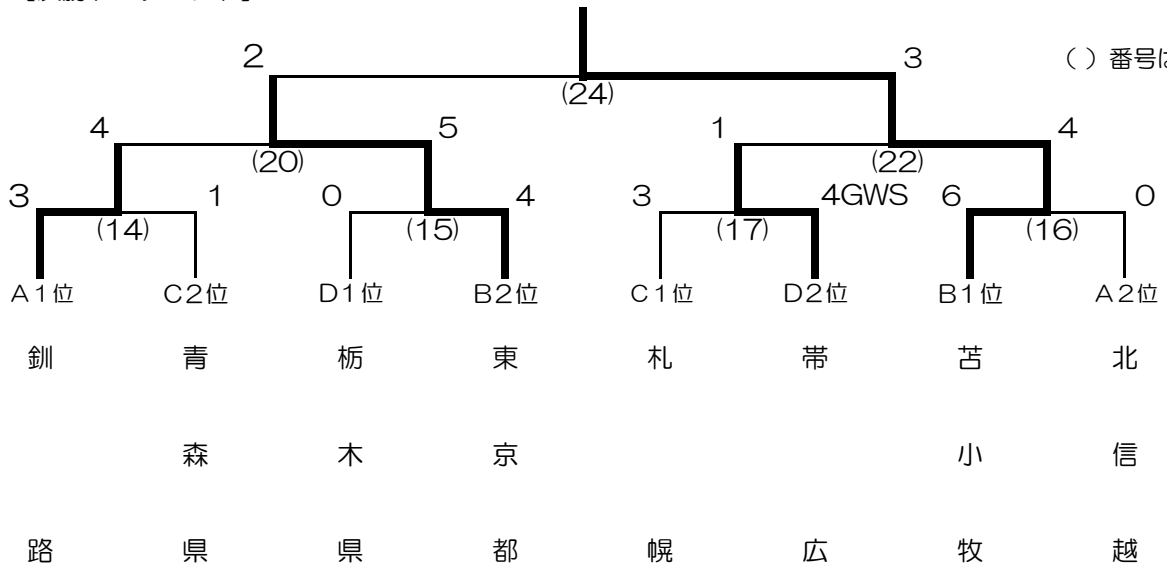 2 3 ( ) 番号は
(24)
4 5 1 4
(20) (22)
3 1 0 4 3 4GWS 6 0
(14) (15) (17) (16)
A1位 C2位 D1位 B2位 C1位 D2位 B1位 A2位
釧路 青森県 栃木県 東京都 札幌 帯広 苫小牧 北信越